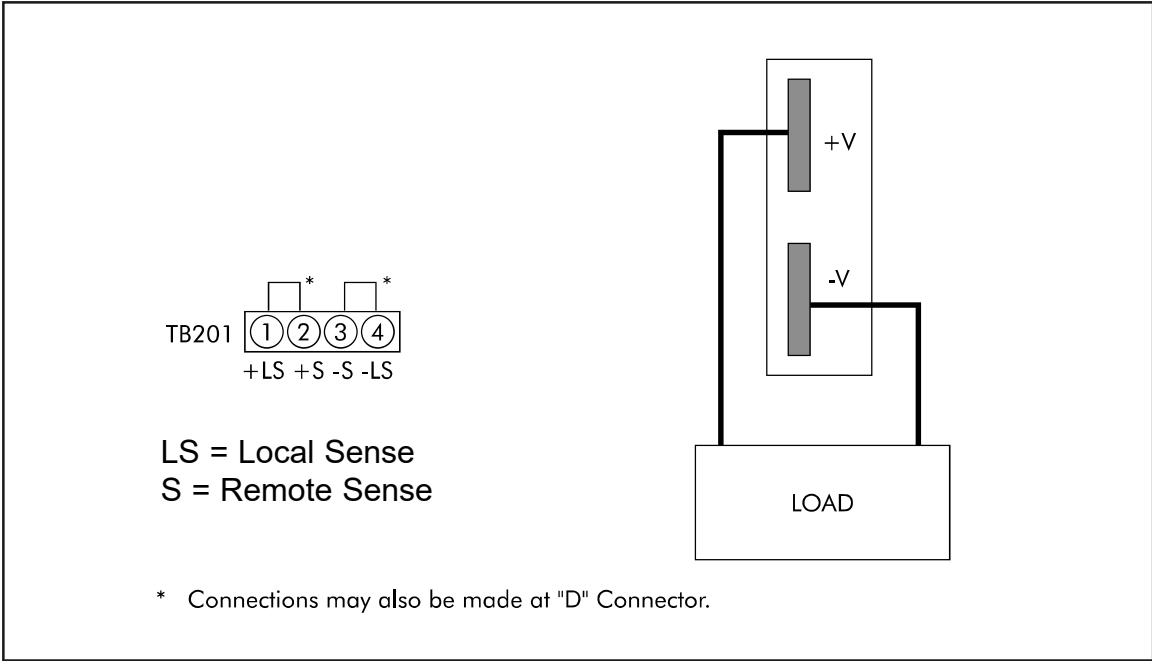 +V
-V
* *
TB201 1 2 3 4
+LS +S -S -LS
LS = Local Sense
S = Remote Sense
LOAD
* Connections may also be made at "D" Connector.